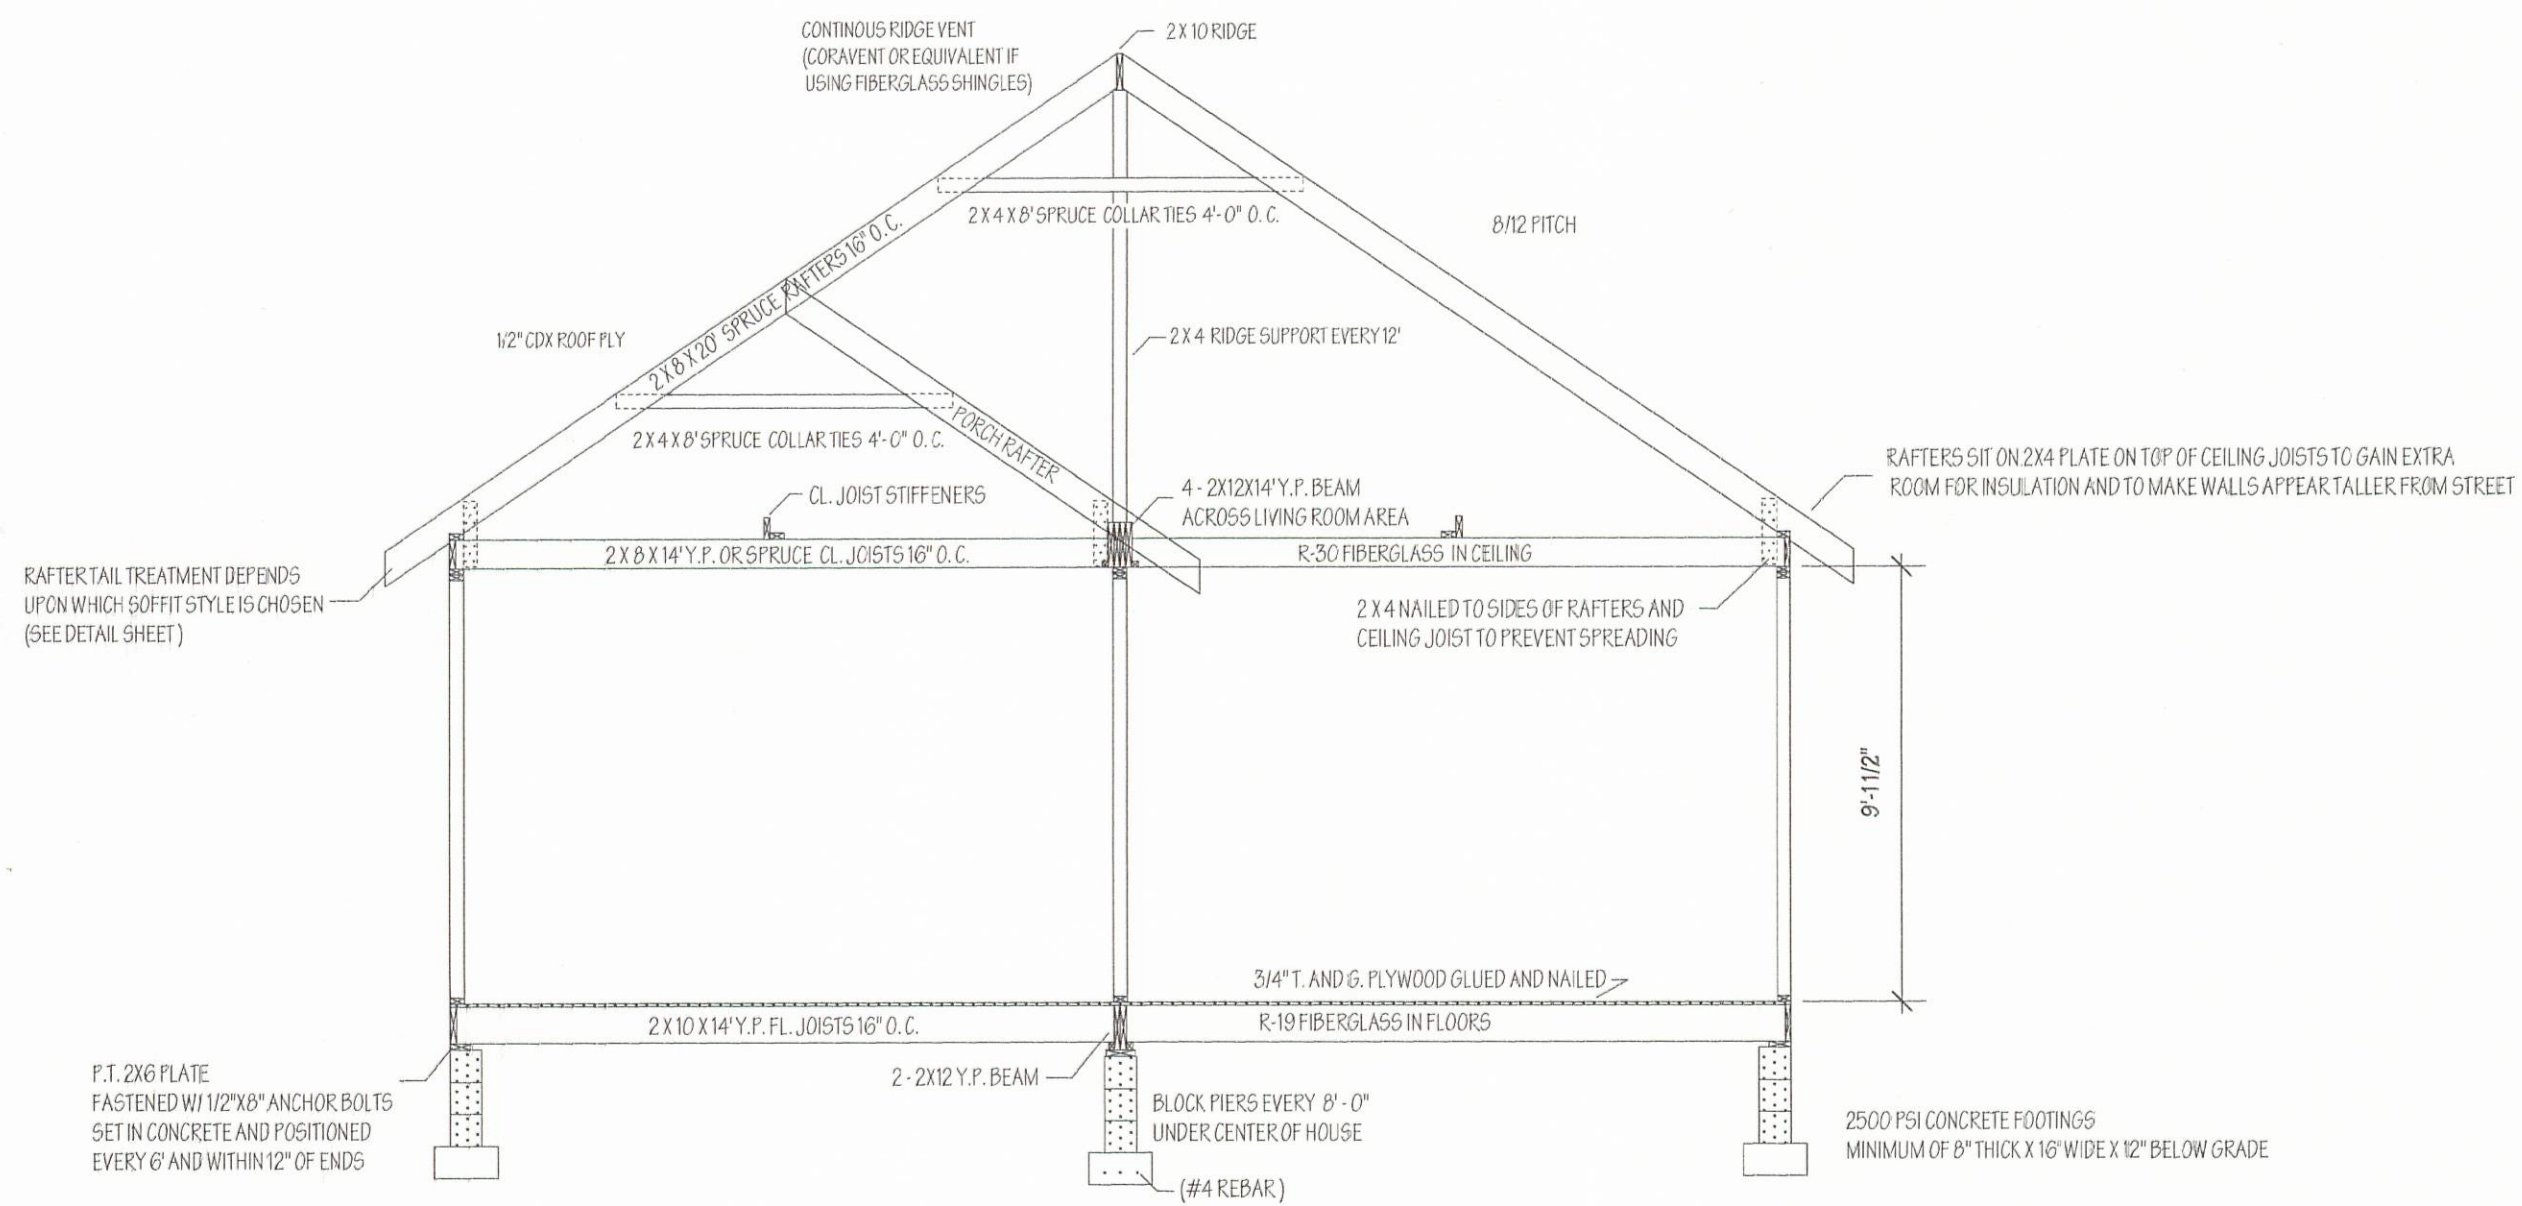 CONTINOUS RIDGE VENT
(CORAVENT OR EQUIVALENT IF
USING FIBERGLASS SHINGLES)
2 X 10 RIDGE
2 X 4 X 8' SPRUCE COLLAR TIES 4'-0" O.C.
8/12 PITCH
2 X 8 X 20' SPRUCE RAFTERS 16" O.C.
1/2" CDX ROOF PLY
2 X 4 RIDGE SUPPORT EVERY 12'
2 X 4 X 8' SPRUCE COLLAR TIES 4'-0" O.C.
PORCH RAFTER
RAFTERS SIT ON 2X4 PLATE ON TOP OF CEILING JOISTS TO GAIN EXTRA
ROOM FOR INSULATION AND TO MAKE WALLS APPEAR TALLER FROM STREET
CL. JOIST STIFFENERS
4 - 2X12X14' Y.P. BEAM
ACROSS LIVING ROOM AREA
2 X 8 X 14' Y.P. OR SPRUCE CL. JOISTS 16" O.C.
R-30 FIBERGLASS IN CEILING
RAFTER TAIL TREATMENT DEPENDS
UPON WHICH SOFFIT STYLE IS CHOSEN
(SEE DETAIL SHEET)
2 X 4 NAILED TO SIDES OF RAFTERS AND
CEILING JOIST TO PREVENT SPREADING
9'-1 1/2"
3/4" T. AND G. PLYWOOD GLUED AND NAILED
2 X 10 X 14' Y.P. FL. JOISTS 16" O.C.
R-19 FIBERGLASS IN FLOORS
P.T. 2X6 PLATE
FASTENED W/ 1/2"X8" ANCHOR BOLTS
SET IN CONCRETE AND POSITIONED
EVERY 6' AND WITHIN 12" OF ENDS
2 - 2X12 Y.P. BEAM
BLOCK PIERS EVERY 8'-0"
UNDER CENTER OF HOUSE
2500 PSI CONCRETE FOOTINGS
MINIMUM OF 8" THICK X 16" WIDE X 12" BELOW GRADE
(#4 REBAR)